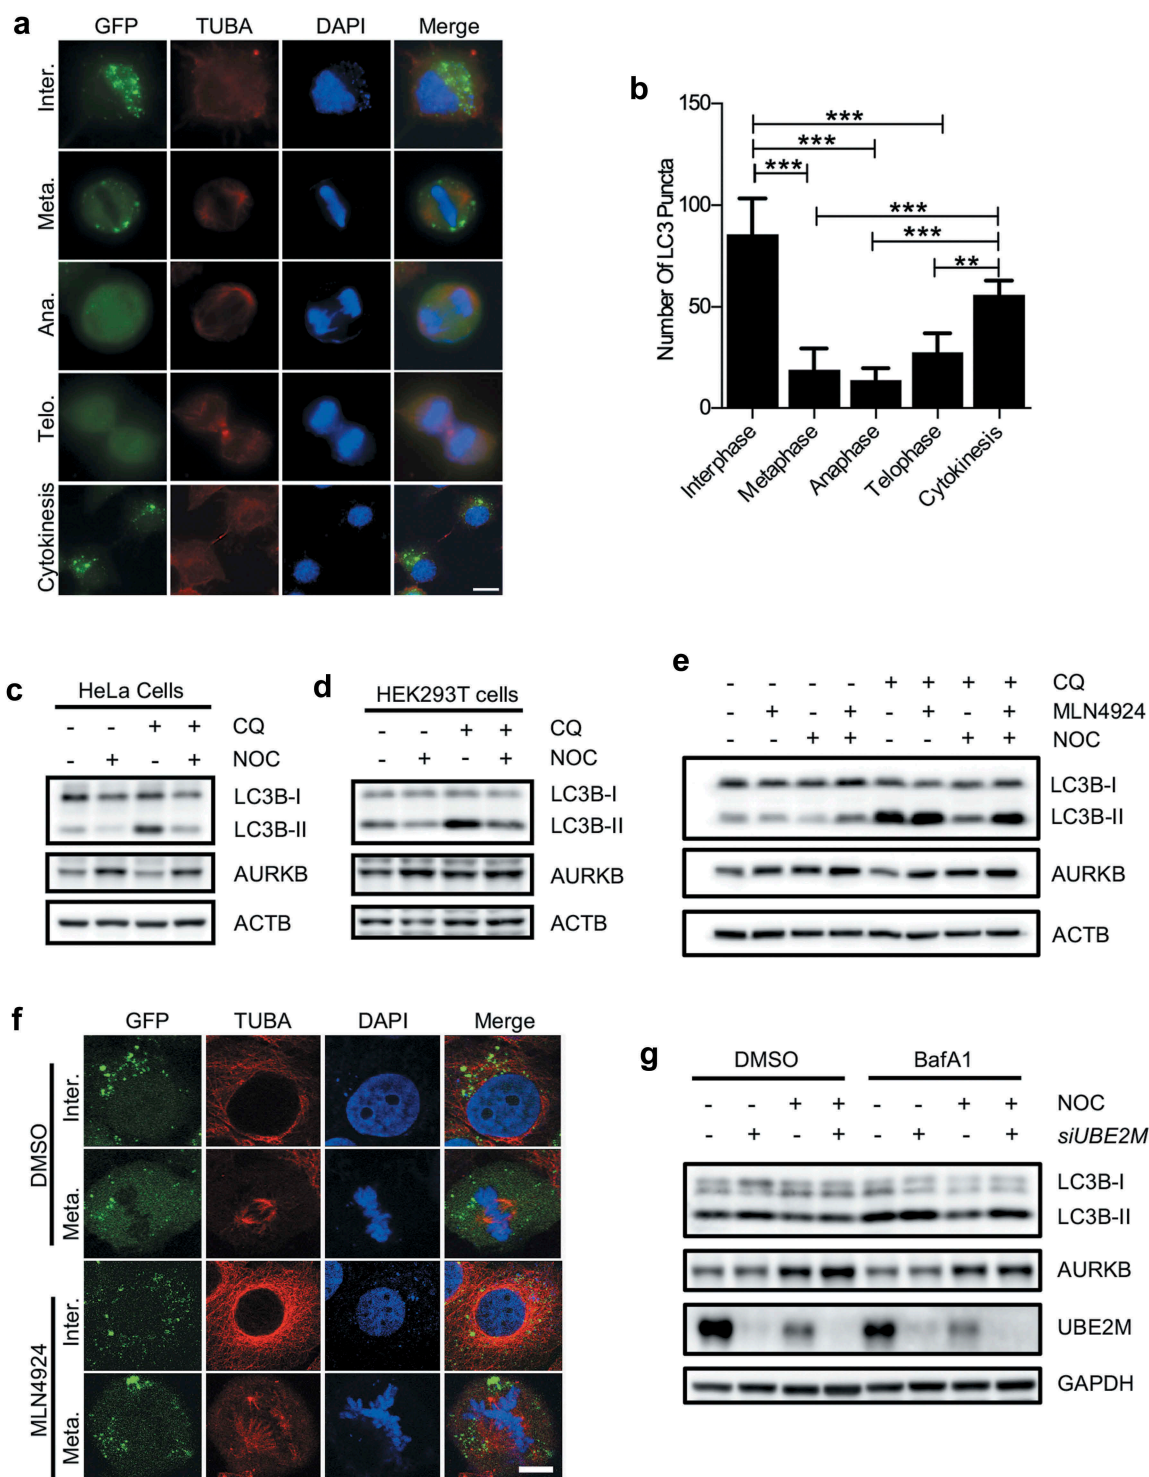 a
GFP TUBA DAPI Merge
Inter.
Meta.
Ana.
Telo.
Cytokinesis
b
Number Of LC3 Puncta
150
100
50
0
***
***
***
***
***
**
Interphase Metaphase Anaphase Telophase Cytokinesis
c
HeLa Cells
- - + + CQ
- + - + NOC
LC3B-I
LC3B-II
AURKB
ACTB
d
HEK293T cells
- - + + CQ
- + - + NOC
LC3B-I
LC3B-II
AURKB
ACTB
e
- - - - + + + + CQ
- + - + - + - + MLN4924
- - + + - - + + NOC
LC3B-I
LC3B-II
AURKB
ACTB
f
GFP TUBA DAPI Merge
DMSO
Inter.
Meta.
MLN4924
Inter.
Meta.
g
DMSO BafA1
- - + + - - + + NOC
- + - + - + - + siUBE2M
LC3B-I
LC3B-II
AURKB
UBE2M
GAPDH